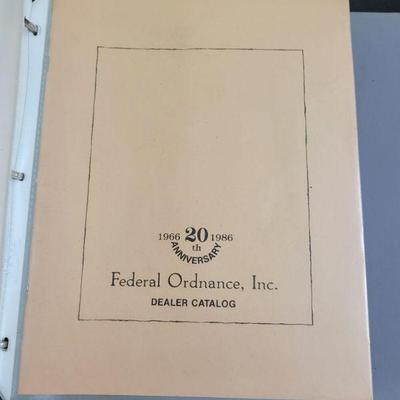 1966 20 1986
th
ANNIVERSARY
Federal Ordnance, Inc.
DEALER CATALOG